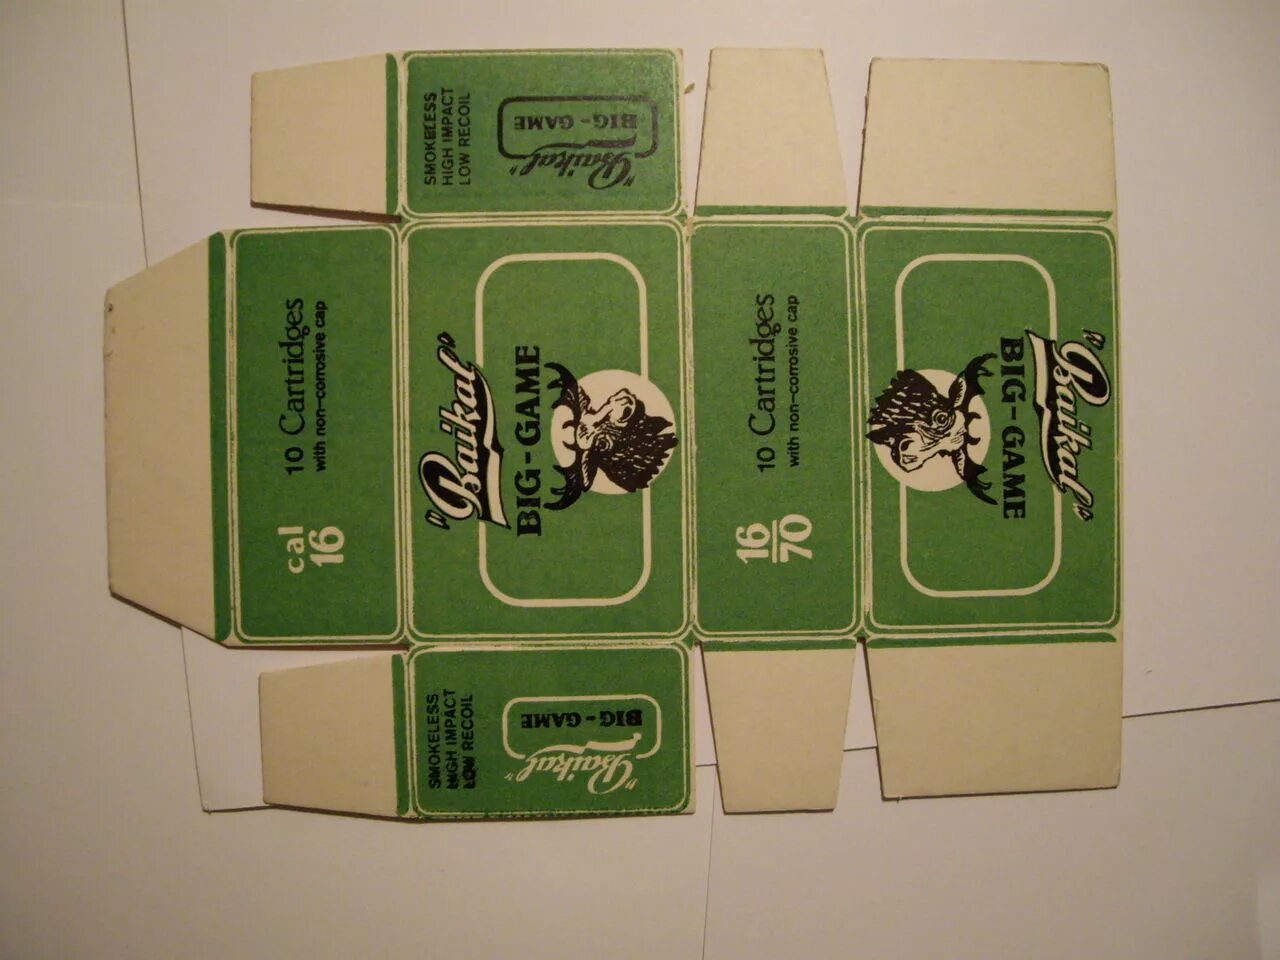 SMOKELESS
HIGH IMPACT
LOW RECOIL
"Baikal"
BIG-GAME
10 Cartridges
with non-corrosive cap
cal
16
"Baikal"
BIG-GAME
10 Cartridges
with non-corrosive cap
16
70
"Baikal"
BIG-GAME
SMOKELESS
HIGH IMPACT
LOW RECOIL
"Baikal"
BIG-GAME